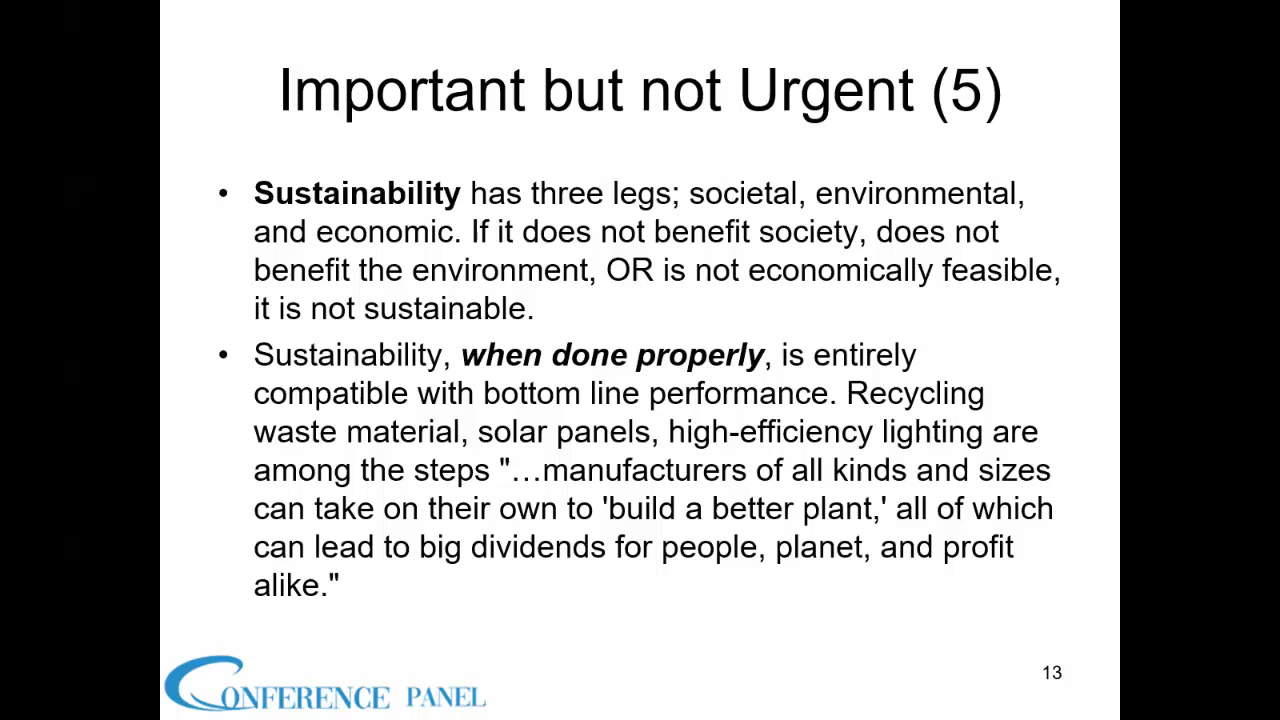 Important but not Urgent (5)
• Sustainability has three legs; societal, environmental,
and economic. If it does not benefit society, does not
benefit the environment, OR is not economically feasible,
it is not sustainable.
• Sustainability, when done properly, is entirely
compatible with bottom line performance. Recycling
waste material, solar panels, high-efficiency lighting are
among the steps "…manufacturers of all kinds and sizes
can take on their own to 'build a better plant,' all of which
can lead to big dividends for people, planet, and profit
alike."
CONFERENCE PANEL
13